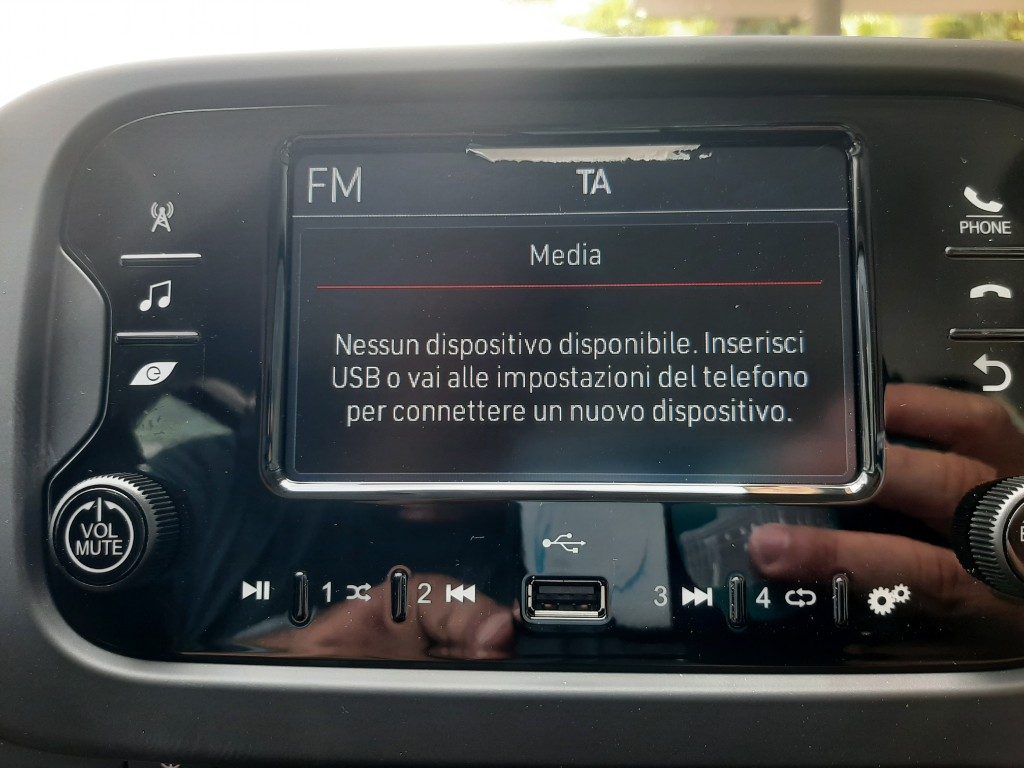 FM TA
Media
Nessun dispositivo disponibile. Inserisci
USB o vai alle impostazioni del telefono
per connettere un nuovo dispositivo.
PHONE
VOL
MUTE
1 2 3 4